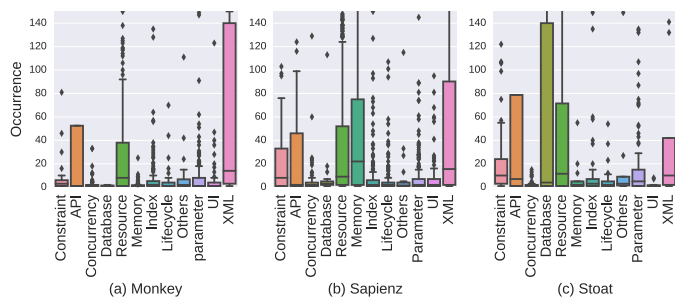 Occurrence
140
120
100
80
60
40
20
0
Constraint
API
Concurrency
Database
Resource
Memory
Index
Lifecycle
Others
parameter
UI
XML
(a) Monkey
140
120
100
80
60
40
20
0
Constraint
API
Concurrency
Database
Resource
Memory
Index
Lifecycle
Others
Parameter
UI
XML
(b) Sapienz
140
120
100
80
60
40
20
0
Constraint
API
Concurrency
Database
Resource
Memory
Index
Lifecycle
Others
Parameter
UI
XML
(c) Stoat